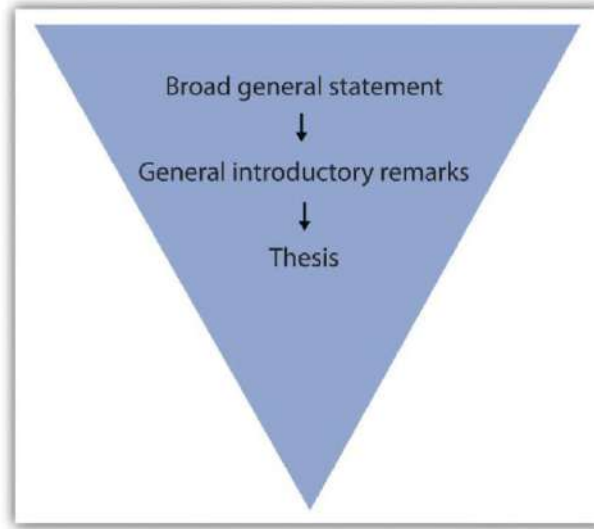 Broad general statement
General introductory remarks
Thesis